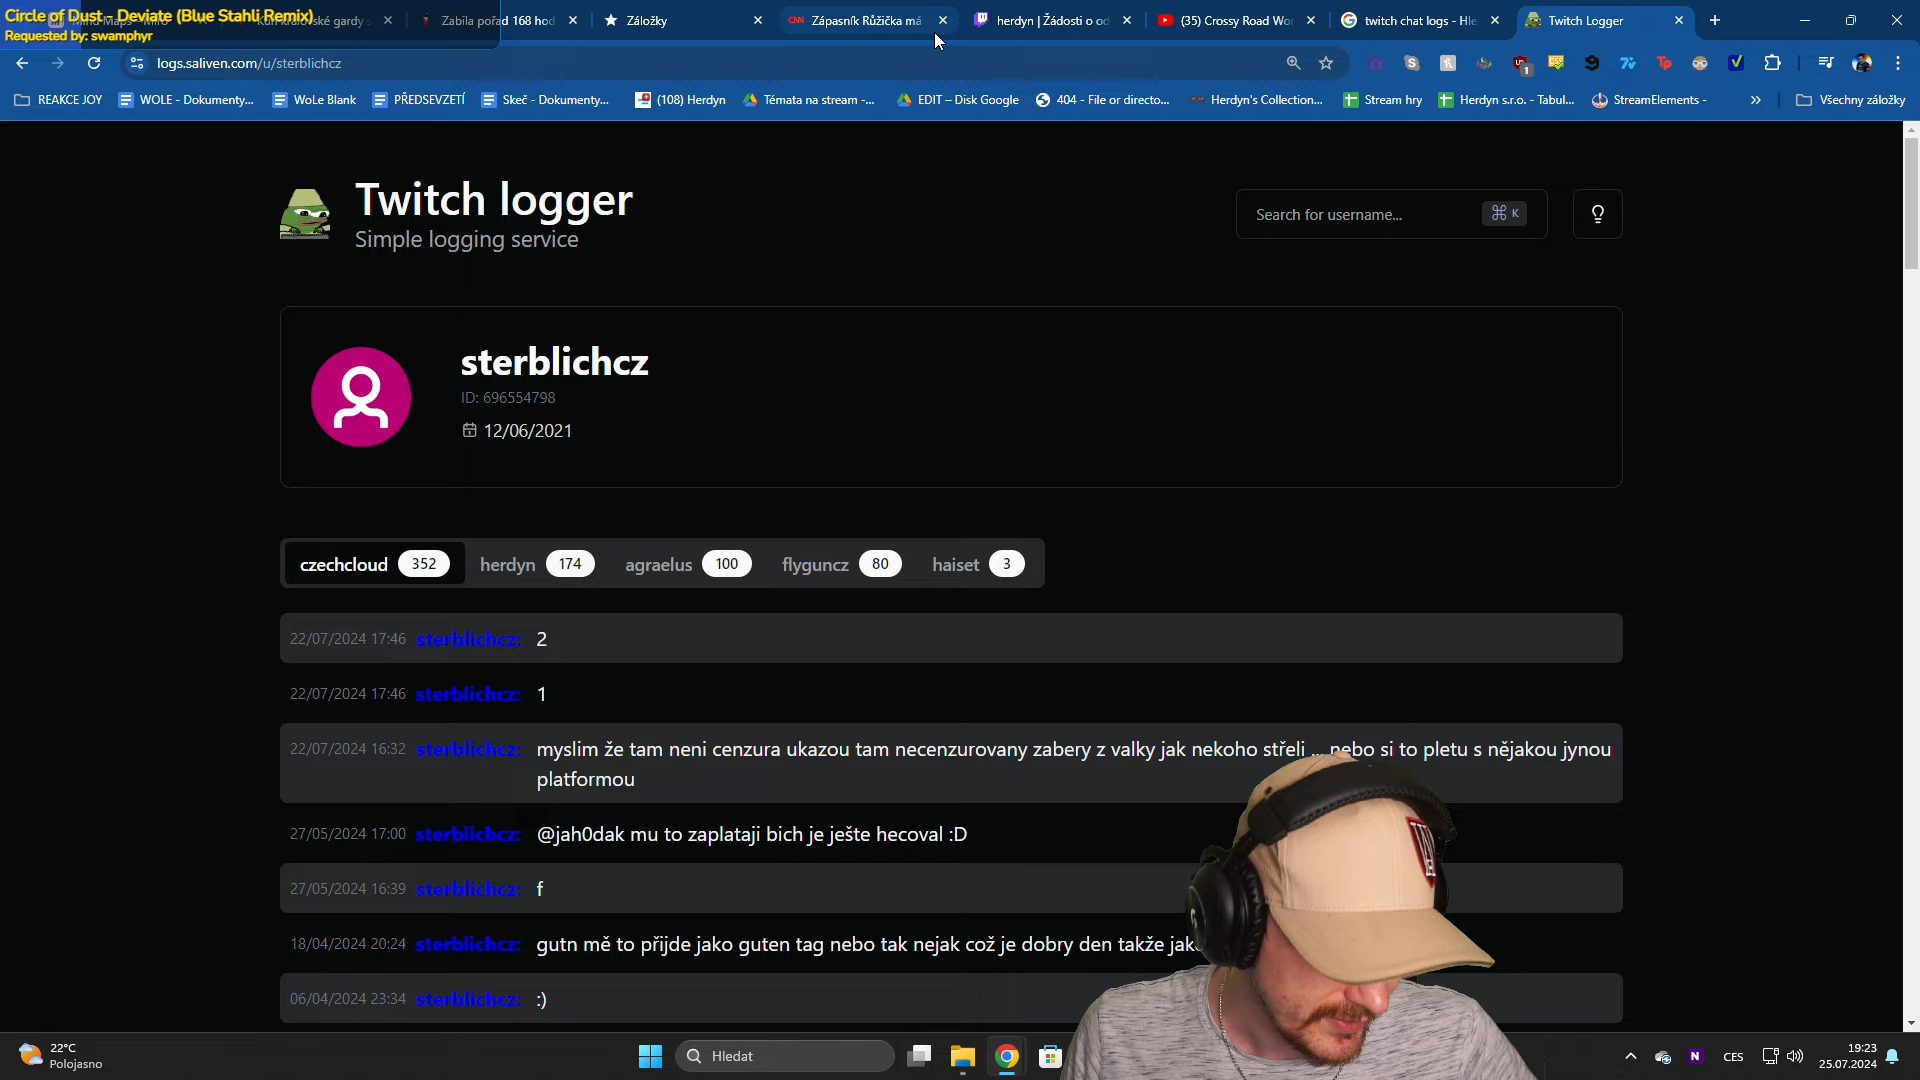 Circle of Dust - Deviate (Blue Stahli Remix)
Requested by: swamphyr
ské gardy s
Zabila pořad 168 hod
Záložky
CNN Zápasník Růžička má
herdyn | Žádosti o od
(35) Crossy Road Wo
twitch chat logs - Hle
Twitch Logger
logs.saliven.com/u/sterblichcz
REAKCE JOY
WOLE - Dokumenty...
WoLe Blank
PŘEDSEVZETÍ
Skeč - Dokumenty...
(108) Herdyn
Témata na stream -...
EDIT – Disk Google
404 - File or directo...
Herdyn's Collection...
Stream hry
Herdyn s.r.o. - Tabul...
StreamElements -
»
Všechny záložky
Twitch logger
Simple logging service
Search for username... ⌘ K
sterblichcz
ID: 696554798
12/06/2021
czechcloud 352 herdyn 174 agraelus 100 flyguncz 80 haiset 3
22/07/2024 17:46 sterblichcz: 2
22/07/2024 17:46 sterblichcz: 1
22/07/2024 16:32 sterblichcz: myslim že tam neni cenzura ukazou tam necenzurovany zabery z valky jak nekoho střeli ... nebo si to pletu s nějakou jynou
platformou
27/05/2024 17:00 sterblichcz: @jah0dak mu to zaplataji bich je ješte hecoval :D
27/05/2024 16:39 sterblichcz: f
18/04/2024 20:24 sterblichcz: gutn mě to přijde jako guten tag nebo tak nejak což je dobry den takže jak
06/04/2024 23:34 sterblichcz: :)
22°C
Polojasno
Hledat
CES
19:23
25.07.2024